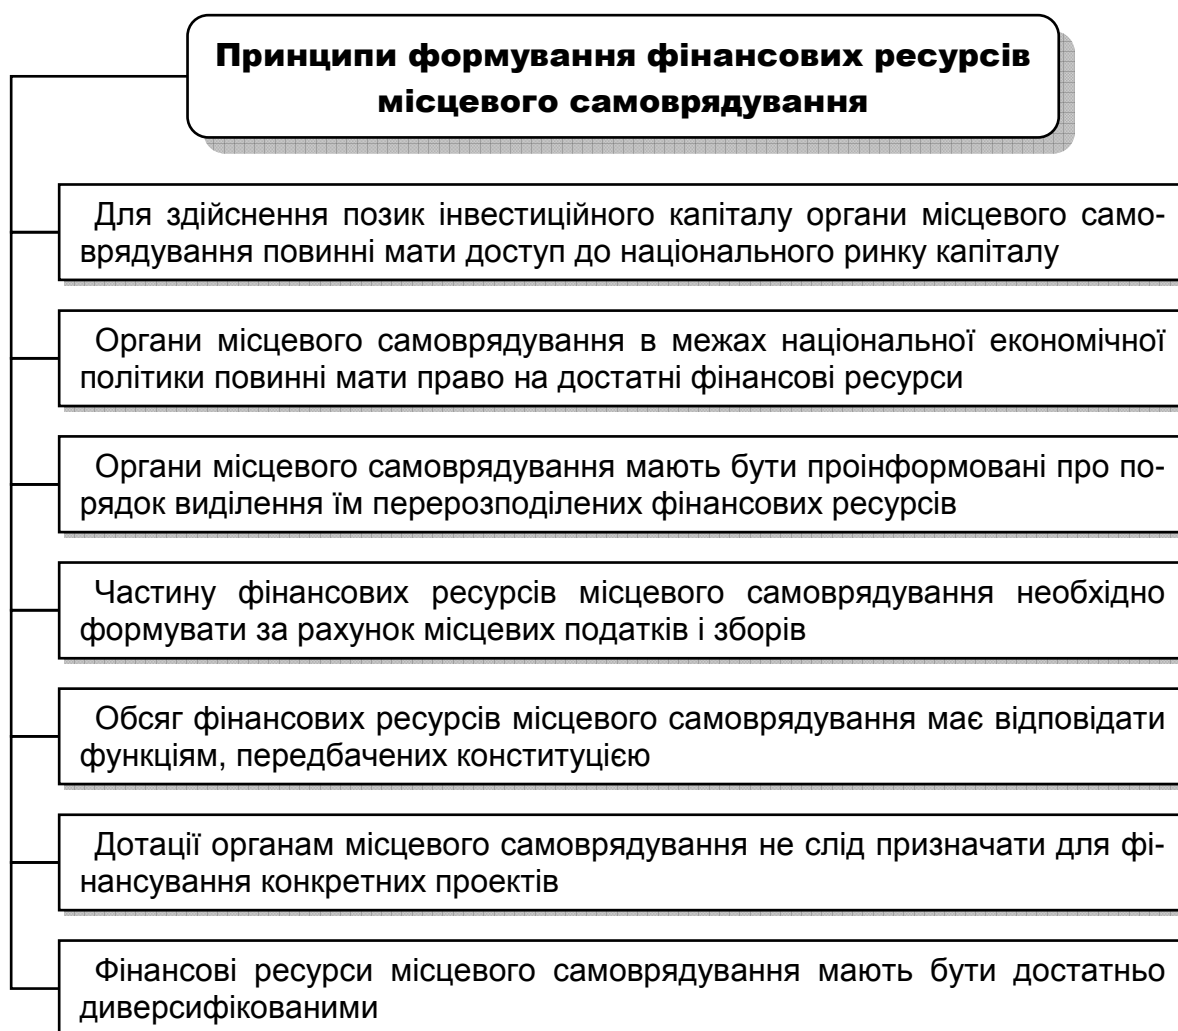 Принципи формування фінансових ресурсів
місцевого самоврядування
Для здійснення позик інвестиційного капіталу органи місцевого само-
врядування повинні мати доступ до національного ринку капіталу
Органи місцевого самоврядування в межах національної економічної
політики повинні мати право на достатні фінансові ресурси
Органи місцевого самоврядування мають бути проінформовані про по-
рядок виділення їм перерозподілених фінансових ресурсів
Частину фінансових ресурсів місцевого самоврядування необхідно
формувати за рахунок місцевих податків і зборів
Обсяг фінансових ресурсів місцевого самоврядування має відповідати
функціям, передбачених конституцією
Дотації органам місцевого самоврядування не слід призначати для фі-
нансування конкретних проектів
Фінансові ресурси місцевого самоврядування мають бути достатньо
диверсифікованими